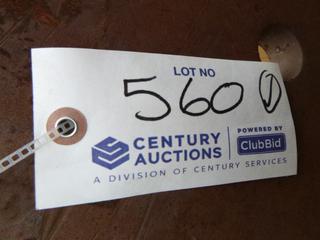 LOT NO
560 (1)
CENTURY AUCTIONS
POWERED BY ClubBid
A DIVISION OF CENTURY SERVICES